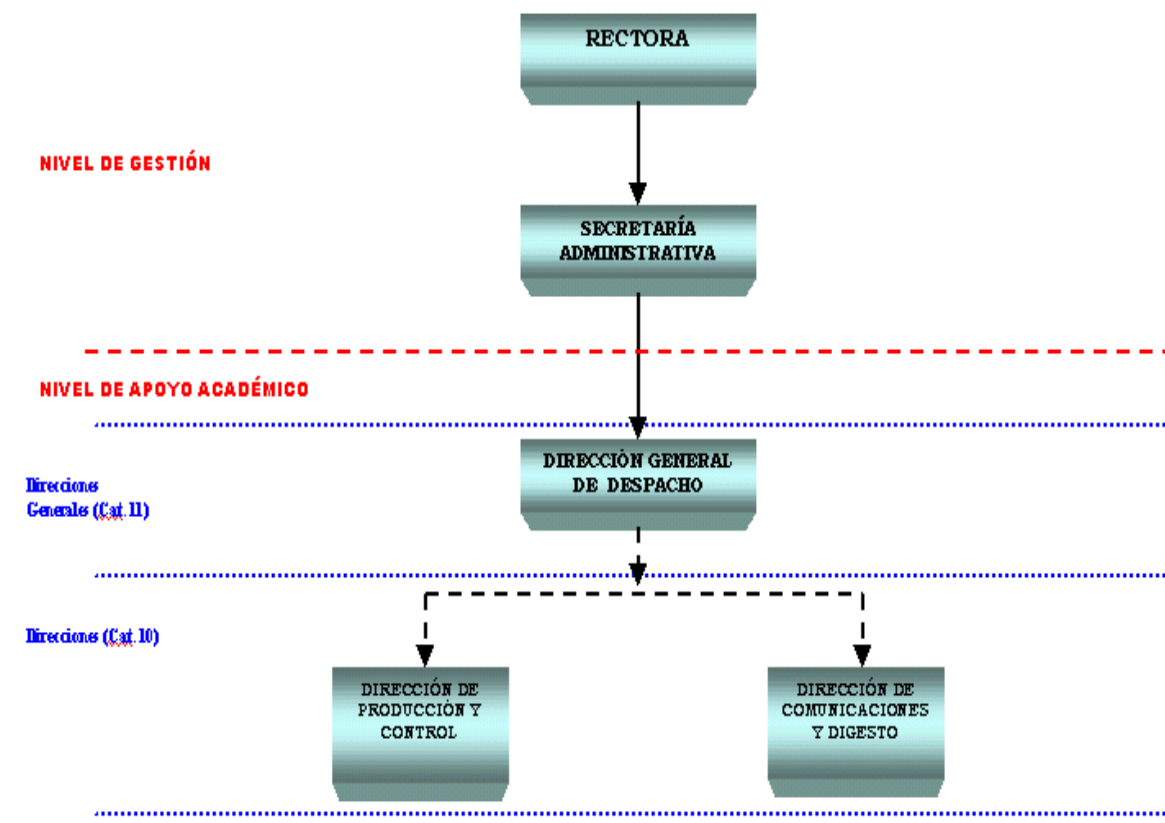 RECTORA
NIVEL DE GESTIÓN
SECRETARÍA
ADMINISTRATIVA
NIVEL DE APOYO ACADÉMICO
DIRECCIÓN GENERAL
DE DESPACHO
Direcciones
Generales (Cat.11)
Direcciones (Cat.10)
DIRECCIÓN DE
PRODUCCIÓN Y
CONTROL
DIRECCIÓN DE
COMUNICACIONES
Y DIGESTO